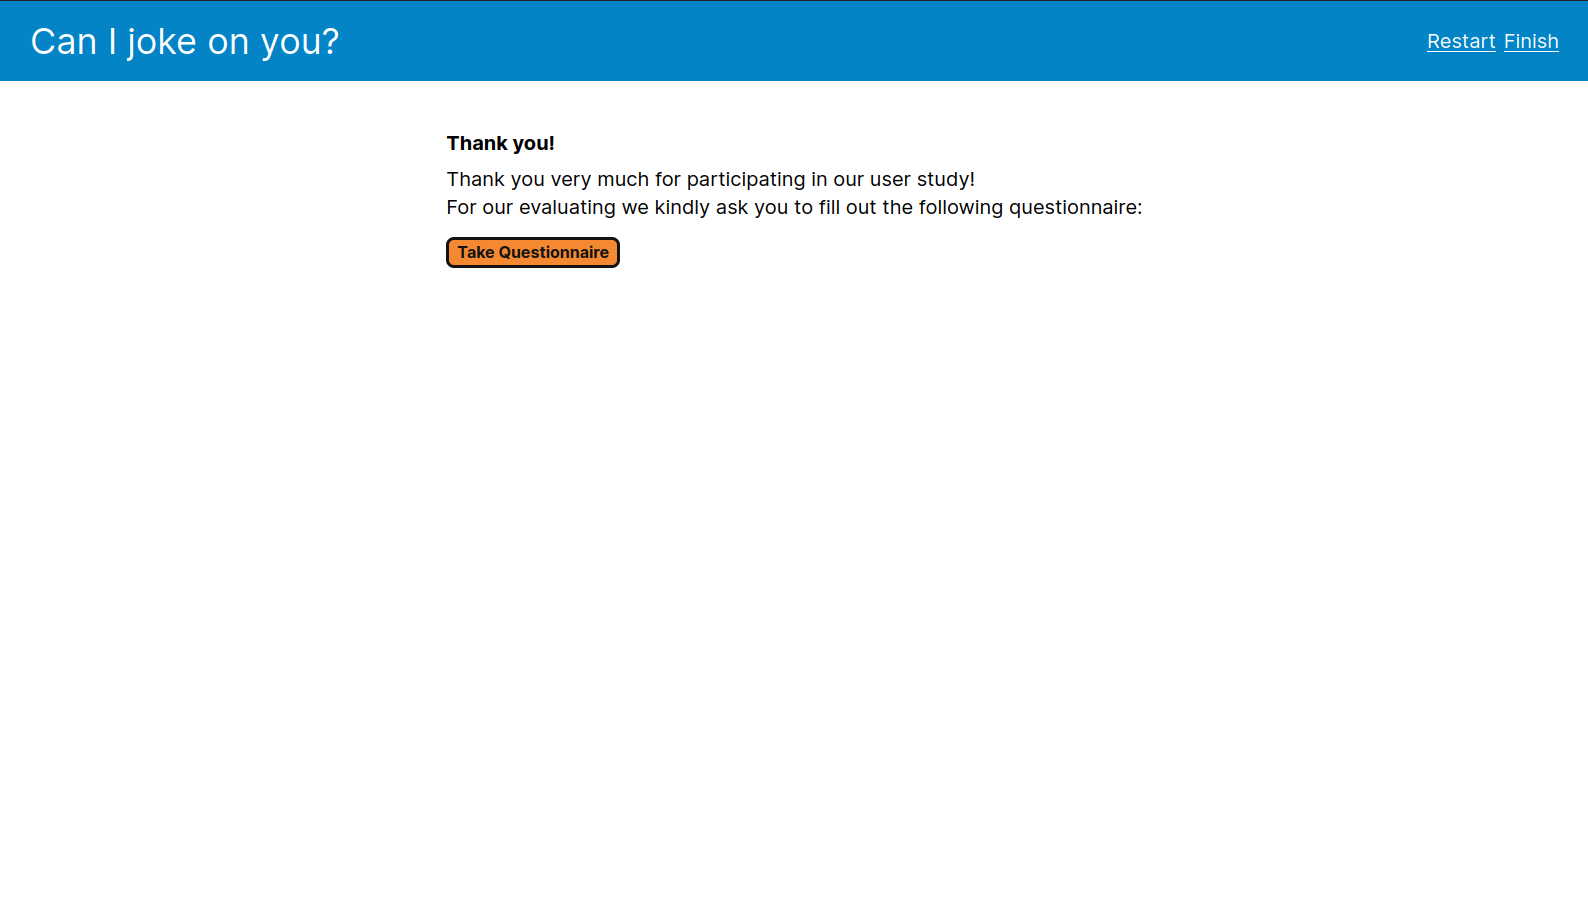 Can I joke on you?
Restart Finish
Thank you!
Thank you very much for participating in our user study!
For our evaluating we kindly ask you to fill out the following questionnaire:
Take Questionnaire